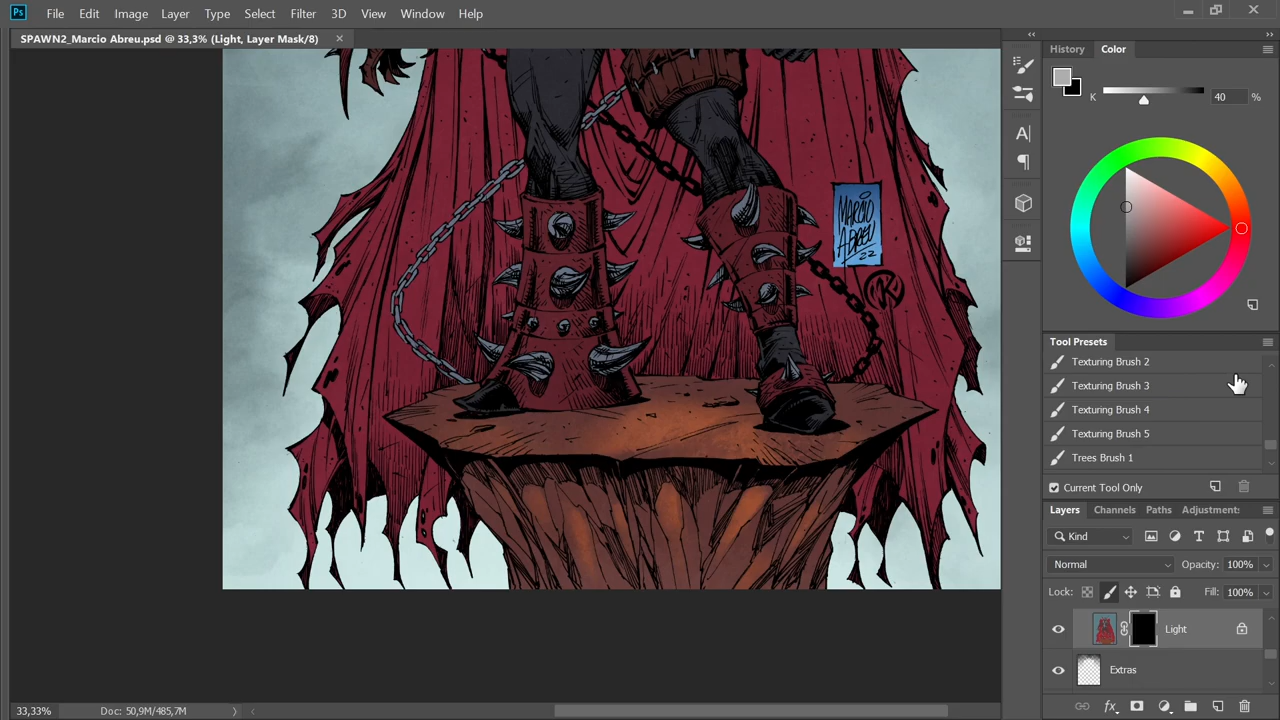 Ps File Edit Image Layer Type Select Filter 3D View Window Help
SPAWN2_Marcio Abreu.psd @ 33,3% (Light, Layer Mask/8)
History Color
K 40 %
MARCIO
ABREU
22
Tool Presets
Texturing Brush 2
Texturing Brush 3
Texturing Brush 4
Texturing Brush 5
Trees Brush 1
Current Tool Only
Layers Channels Paths Adjustment:
Kind
Normal Opacity: 100%
Lock: Fill: 100%
Light
Extras
33,33% Doc: 50,9M/485,7M